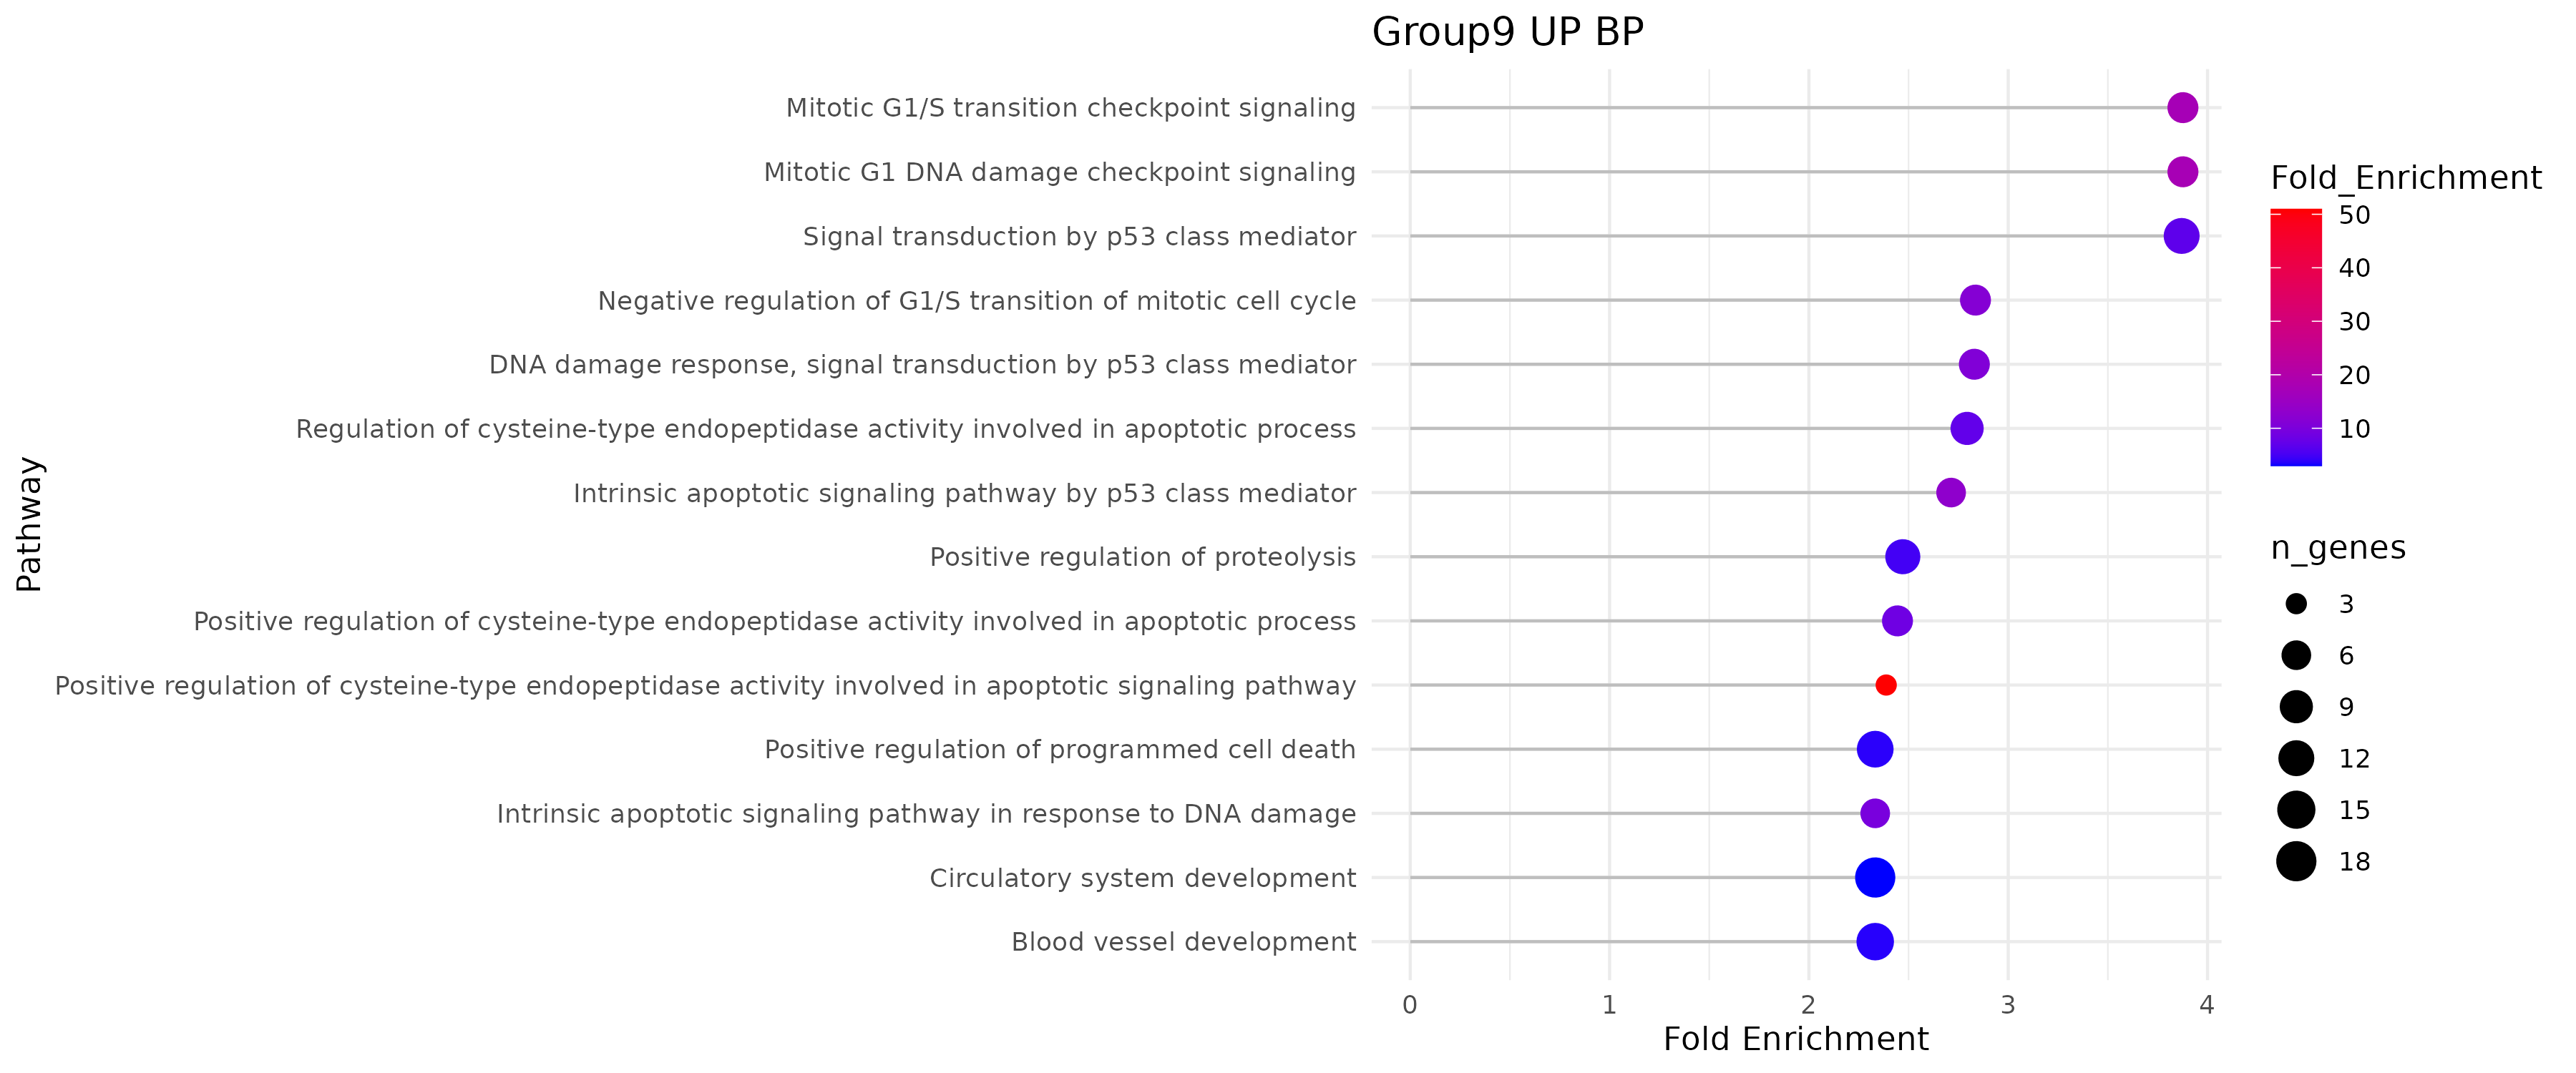 Group9 UP BP
Mitotic G1/S transition checkpoint signaling
Mitotic G1 DNA damage checkpoint signaling
Signal transduction by p53 class mediator
Negative regulation of G1/S transition of mitotic cell cycle
DNA damage response, signal transduction by p53 class mediator
Regulation of cysteine-type endopeptidase activity involved in apoptotic process
Intrinsic apoptotic signaling pathway by p53 class mediator
Positive regulation of proteolysis
Positive regulation of cysteine-type endopeptidase activity involved in apoptotic process
Positive regulation of cysteine-type endopeptidase activity involved in apoptotic signaling pathway
Positive regulation of programmed cell death
Intrinsic apoptotic signaling pathway in response to DNA damage
Circulatory system development
Blood vessel development
Pathway
0 1 2 3 4
Fold Enrichment
Fold_Enrichment
50
40
30
20
10
n_genes
3
6
9
12
15
18